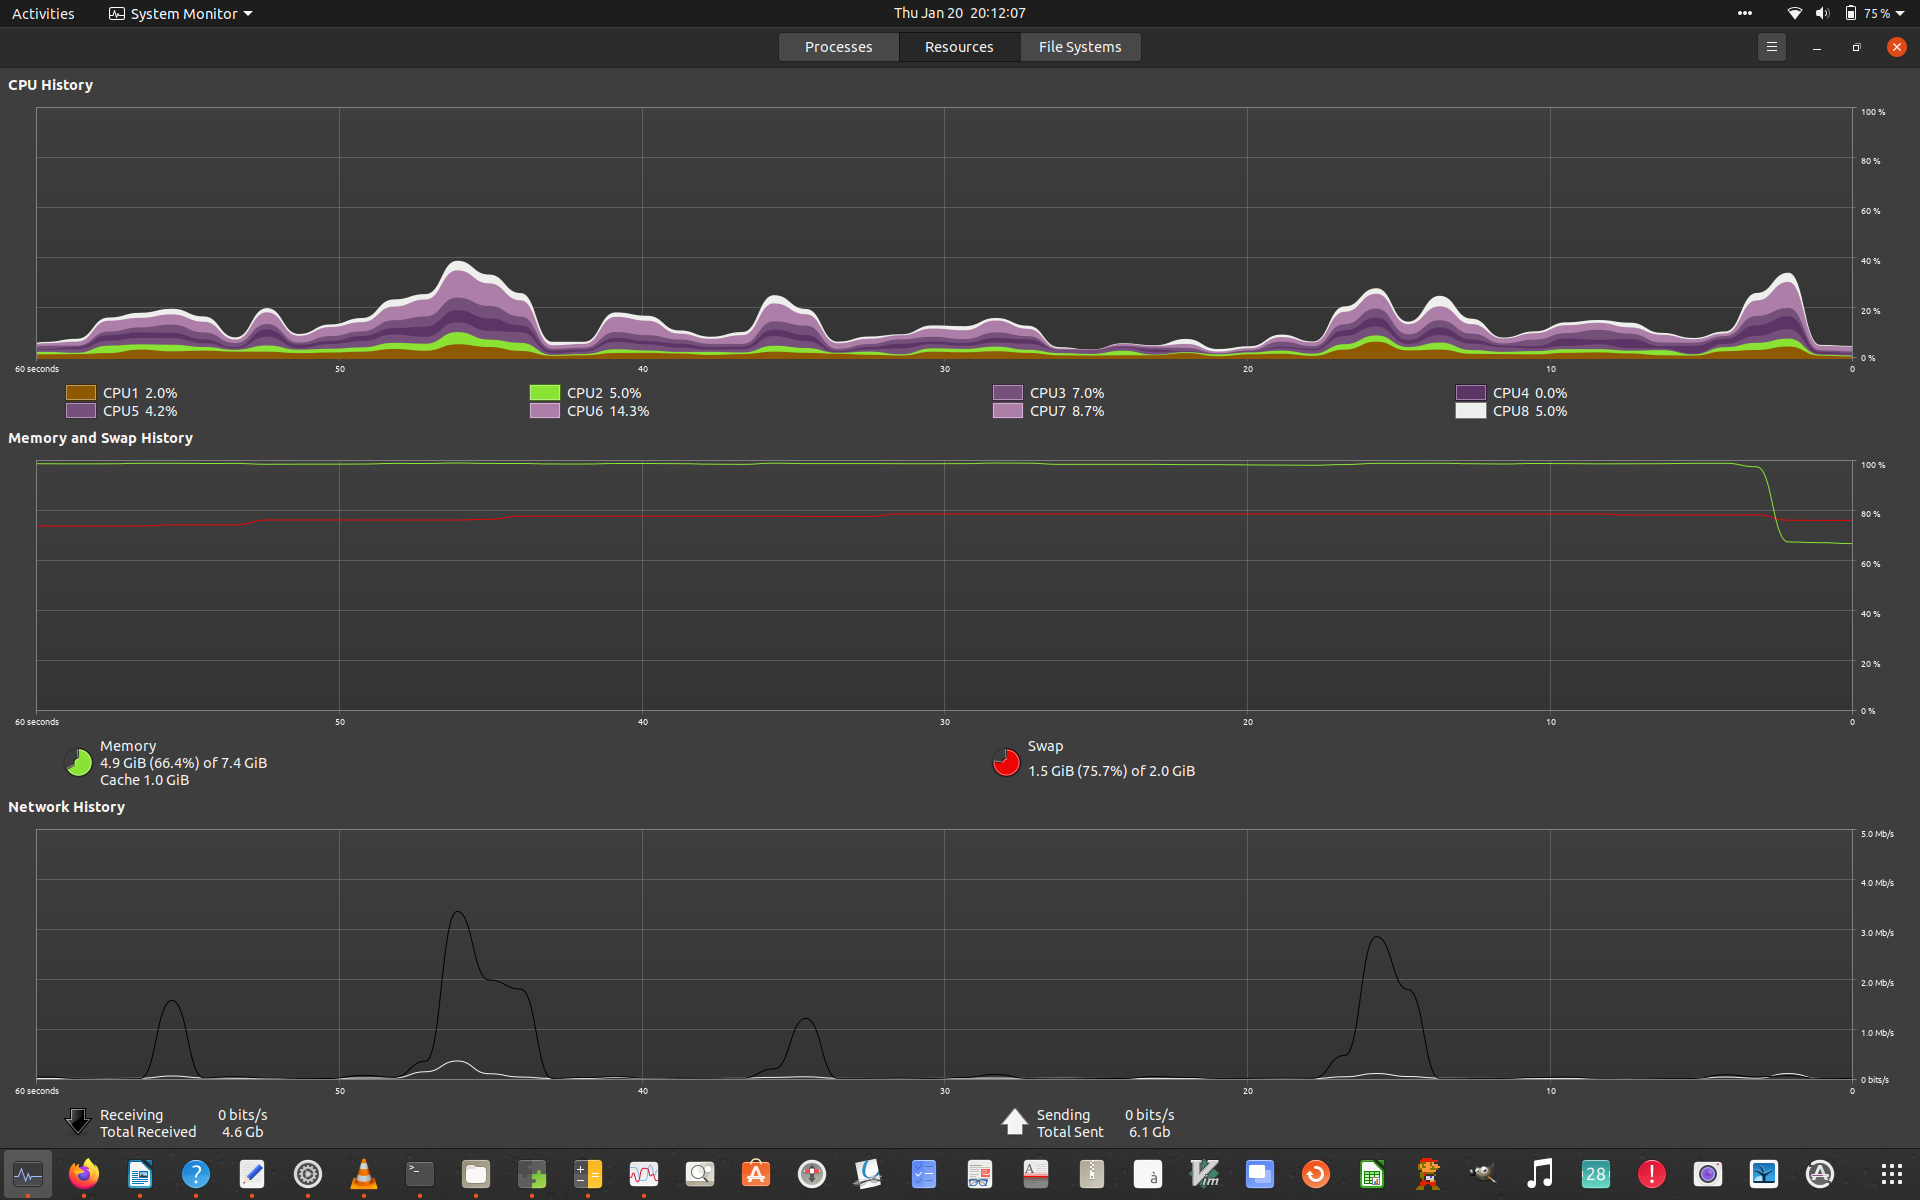 Activities
System Monitor
Thu Jan 20 20:12:07
75 %
Processes
Resources
File Systems
CPU History
100 %
80 %
60 %
40 %
20 %
0 %
60 seconds
50
40
30
20
10
0
CPU1 2.0%
CPU2 5.0%
CPU3 7.0%
CPU4 0.0%
CPU5 4.2%
CPU6 14.3%
CPU7 8.7%
CPU8 5.0%
Memory and Swap History
100 %
80 %
60 %
40 %
20 %
0 %
60 seconds
50
40
30
20
10
0
Memory
4.9 GiB (66.4%) of 7.4 GiB
Cache 1.0 GiB
Swap
1.5 GiB (75.7%) of 2.0 GiB
Network History
5.0 Mb/s
4.0 Mb/s
3.0 Mb/s
2.0 Mb/s
1.0 Mb/s
0 bits/s
60 seconds
50
40
30
20
10
0
Receiving 0 bits/s
Total Received 4.6 Gb
Sending 0 bits/s
Total Sent 6.1 Gb
à
Vim
28